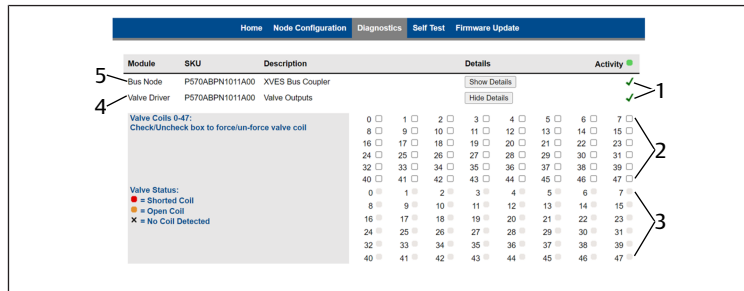 Home Node Configuration Diagnostics Self Test Firmware Update
Module SKU Description Details Activity
5 Bus Node P570ABPN1011A00 XVES Bus Coupler Show Details 1
4 Valve Driver P570ABPN1011A00 Valve Outputs Hide Details
Valve Coils 0-47:
Check/Uncheck box to force/un-force valve coil
0 1 2 3 4 5 6 7
8 9 10 11 12 13 14 15
16 17 18 19 20 21 22 23
2
24 25 26 27 28 29 30 31
32 33 34 35 36 37 38 39
40 41 42 43 44 45 46 47
Valve Status:
= Shorted Coil
= Open Coil
X = No Coil Detected
0 1 2 3 4 5 6 7
8 9 10 11 12 13 14 15
16 17 18 19 20 21 22 23
3
24 25 26 27 28 29 30 31
32 33 34 35 36 37 38 39
40 41 42 43 44 45 46 47